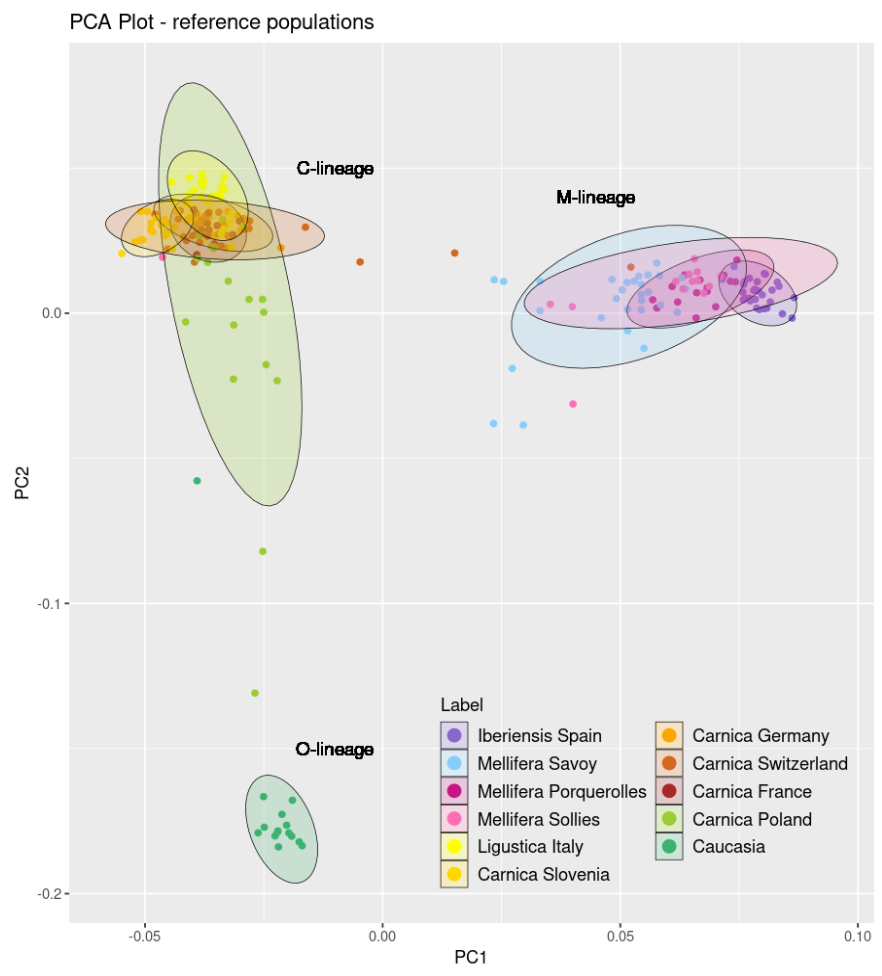 PCA Plot - reference populations
C-lineage
M-lineage
0.0
PC2
-0.1
Label
Iberiensis Spain
Carnica Germany
O-lineage
Mellifera Savoy
Carnica Switzerland
Mellifera Porquerolles
Carnica France
Mellifera Sollies
Carnica Poland
Ligustica Italy
Caucasia
Carnica Slovenia
-0.2
-0.05
0.00
0.05
0.10
PC1